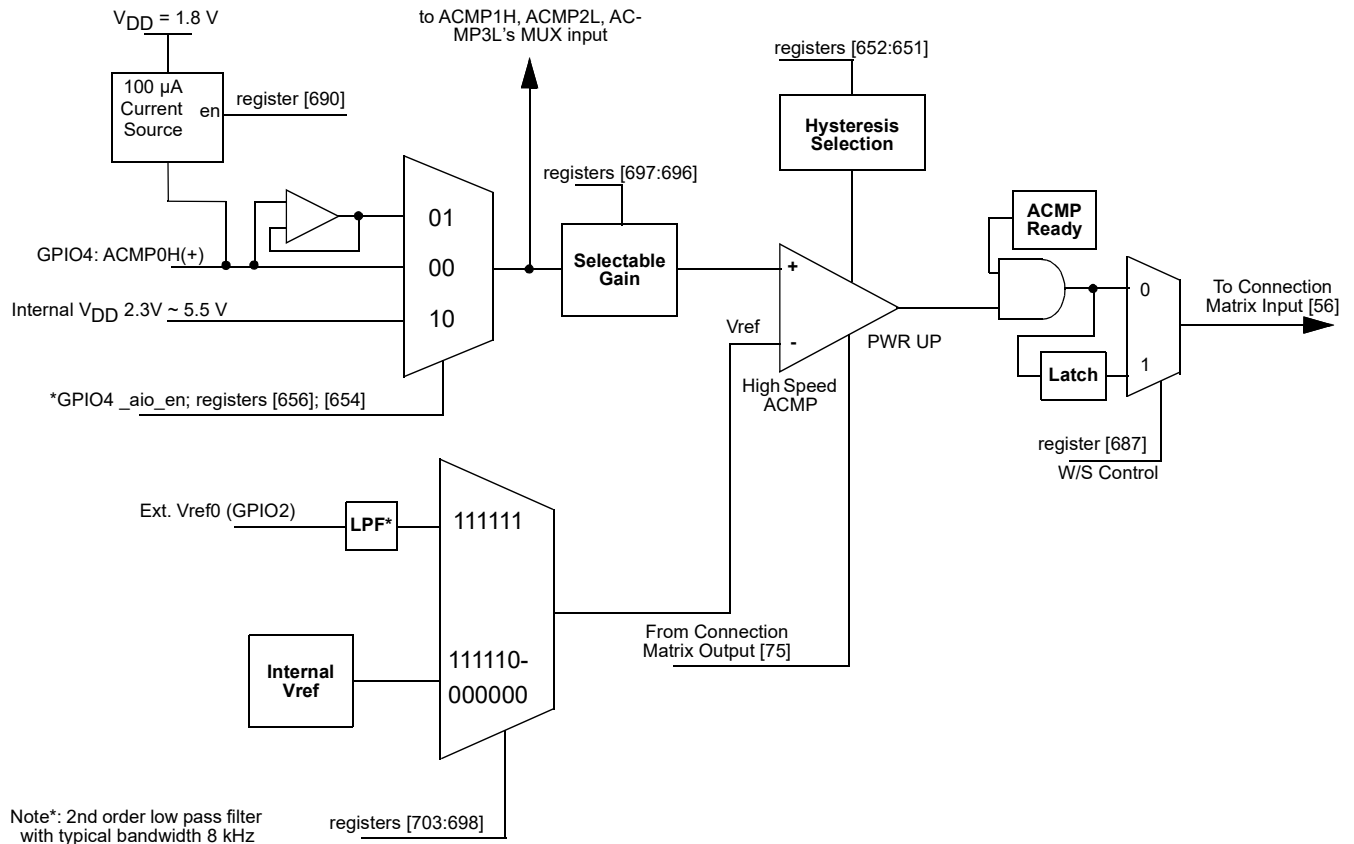 VDD = 1.8 V
to ACMP1H, ACMP2L, AC-
MP3L's MUX input
registers [652:651]
100 µA
Current
Source
en
register [690]
Hysteresis
Selection
registers [697:696]
01
ACMP
Ready
GPIO4: ACMP0H(+)
00
Selectable
Gain
+
0
To Connection
Matrix Input [56]
Internal VDD 2.3V ~ 5.5 V
10
Vref
-
PWR UP
Latch
1
High Speed
ACMP
*GPIO4 _aio_en; registers [656]; [654]
register [687]
W/S Control
Ext. Vref0 (GPIO2)
LPF*
111111
From Connection
Matrix Output [75]
Internal
Vref
111110-
000000
Note*: 2nd order low pass filter
with typical bandwidth 8 kHz
registers [703:698]